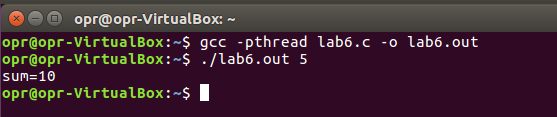 opr@opr-VirtualBox: ~
opr@opr-VirtualBox:~$ gcc -pthread lab6.c -o lab6.out
opr@opr-VirtualBox:~$ ./lab6.out 5
sum=10
opr@opr-VirtualBox:~$